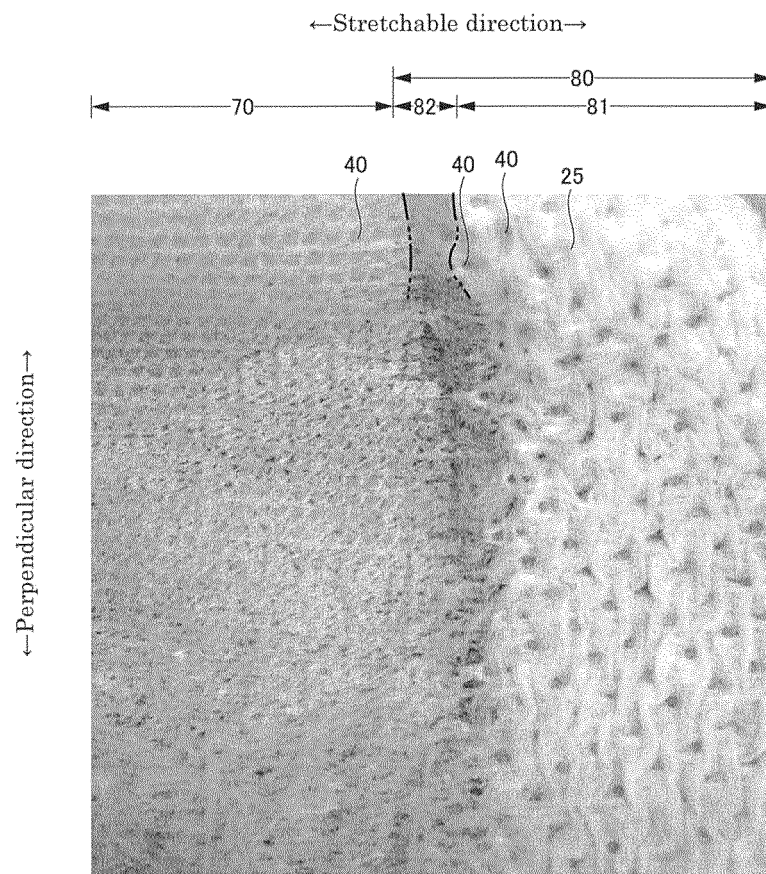 ←Stretchable direction→
80
70 82 81
40 40 40 25
←Perpendicular direction→